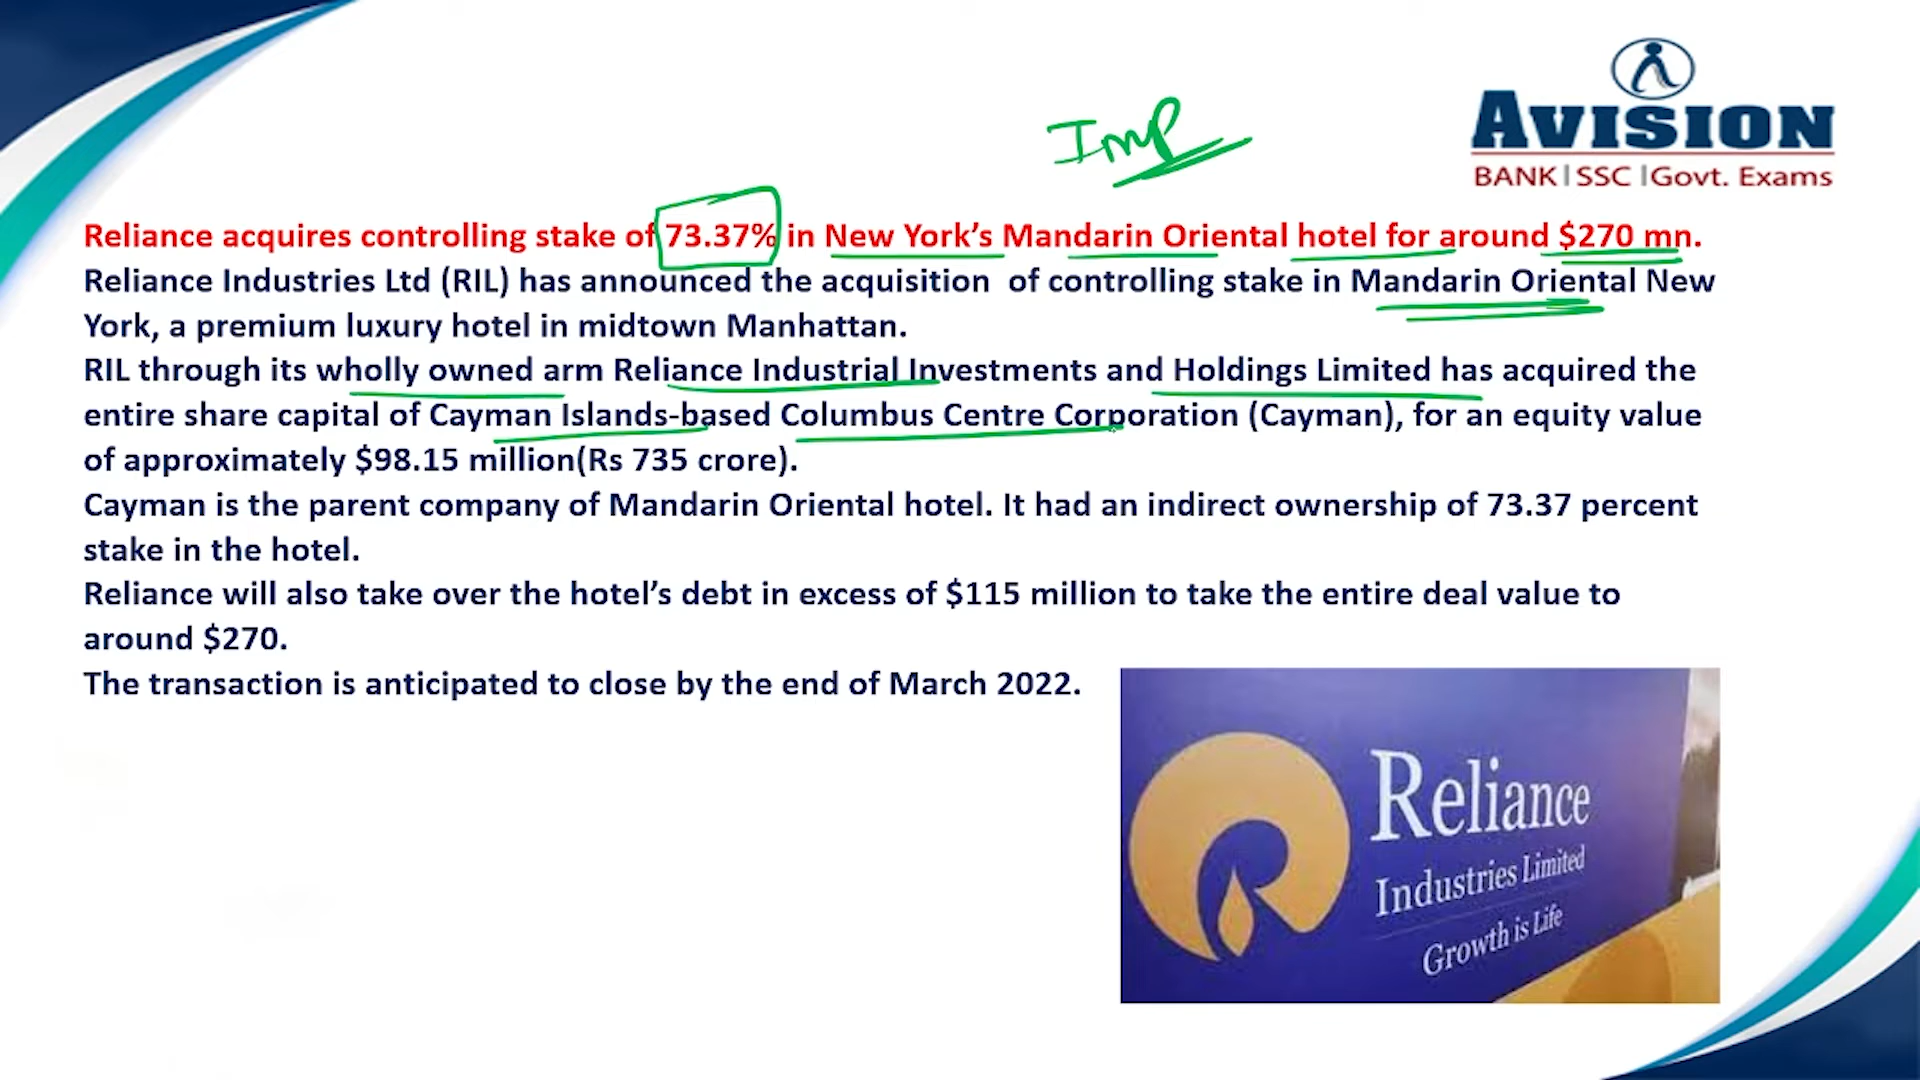 Imp
AVISION
BANK | SSC | Govt. Exams
Reliance acquires controlling stake of 73.37% in New York’s Mandarin Oriental hotel for around $270 mn.
Reliance Industries Ltd (RIL) has announced the acquisition of controlling stake in Mandarin Oriental New
York, a premium luxury hotel in midtown Manhattan.
RIL through its wholly owned arm Reliance Industrial Investments and Holdings Limited has acquired the
entire share capital of Cayman Islands-based Columbus Centre Corporation (Cayman), for an equity value
of approximately $98.15 million(Rs 735 crore).
Cayman is the parent company of Mandarin Oriental hotel. It had an indirect ownership of 73.37 percent
stake in the hotel.
Reliance will also take over the hotel’s debt in excess of $115 million to take the entire deal value to
around $270.
The transaction is anticipated to close by the end of March 2022.
Reliance
Industries Limited
Growth is Life